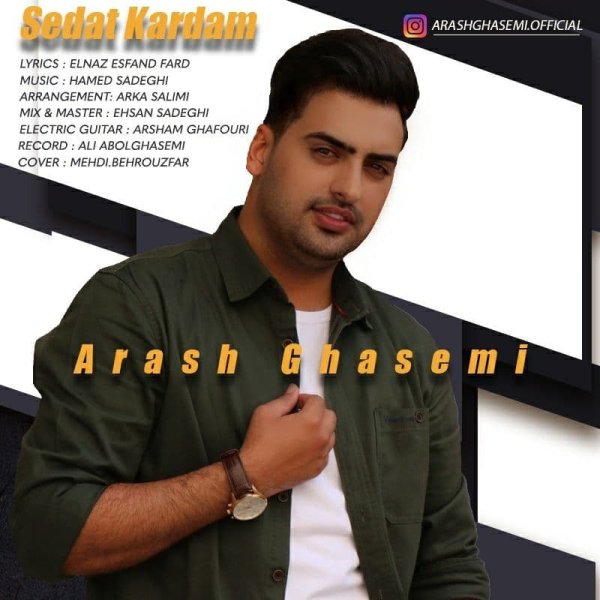 Sedat Kardam
ARASHGHASEMI.OFFICIAL
LYRICS : ELNAZ ESFAND FARD
MUSIC : HAMED SADEGHI
ARRANGEMENT: ARKA SALIMI
MIX & MASTER : EHSAN SADEGHI
ELECTRIC GUITAR : ARSHAM GHAFOURI
RECORD : ALI ABOLGHASEMI
COVER : MEHDI.BEHROUZFAR
Arash Ghasemi